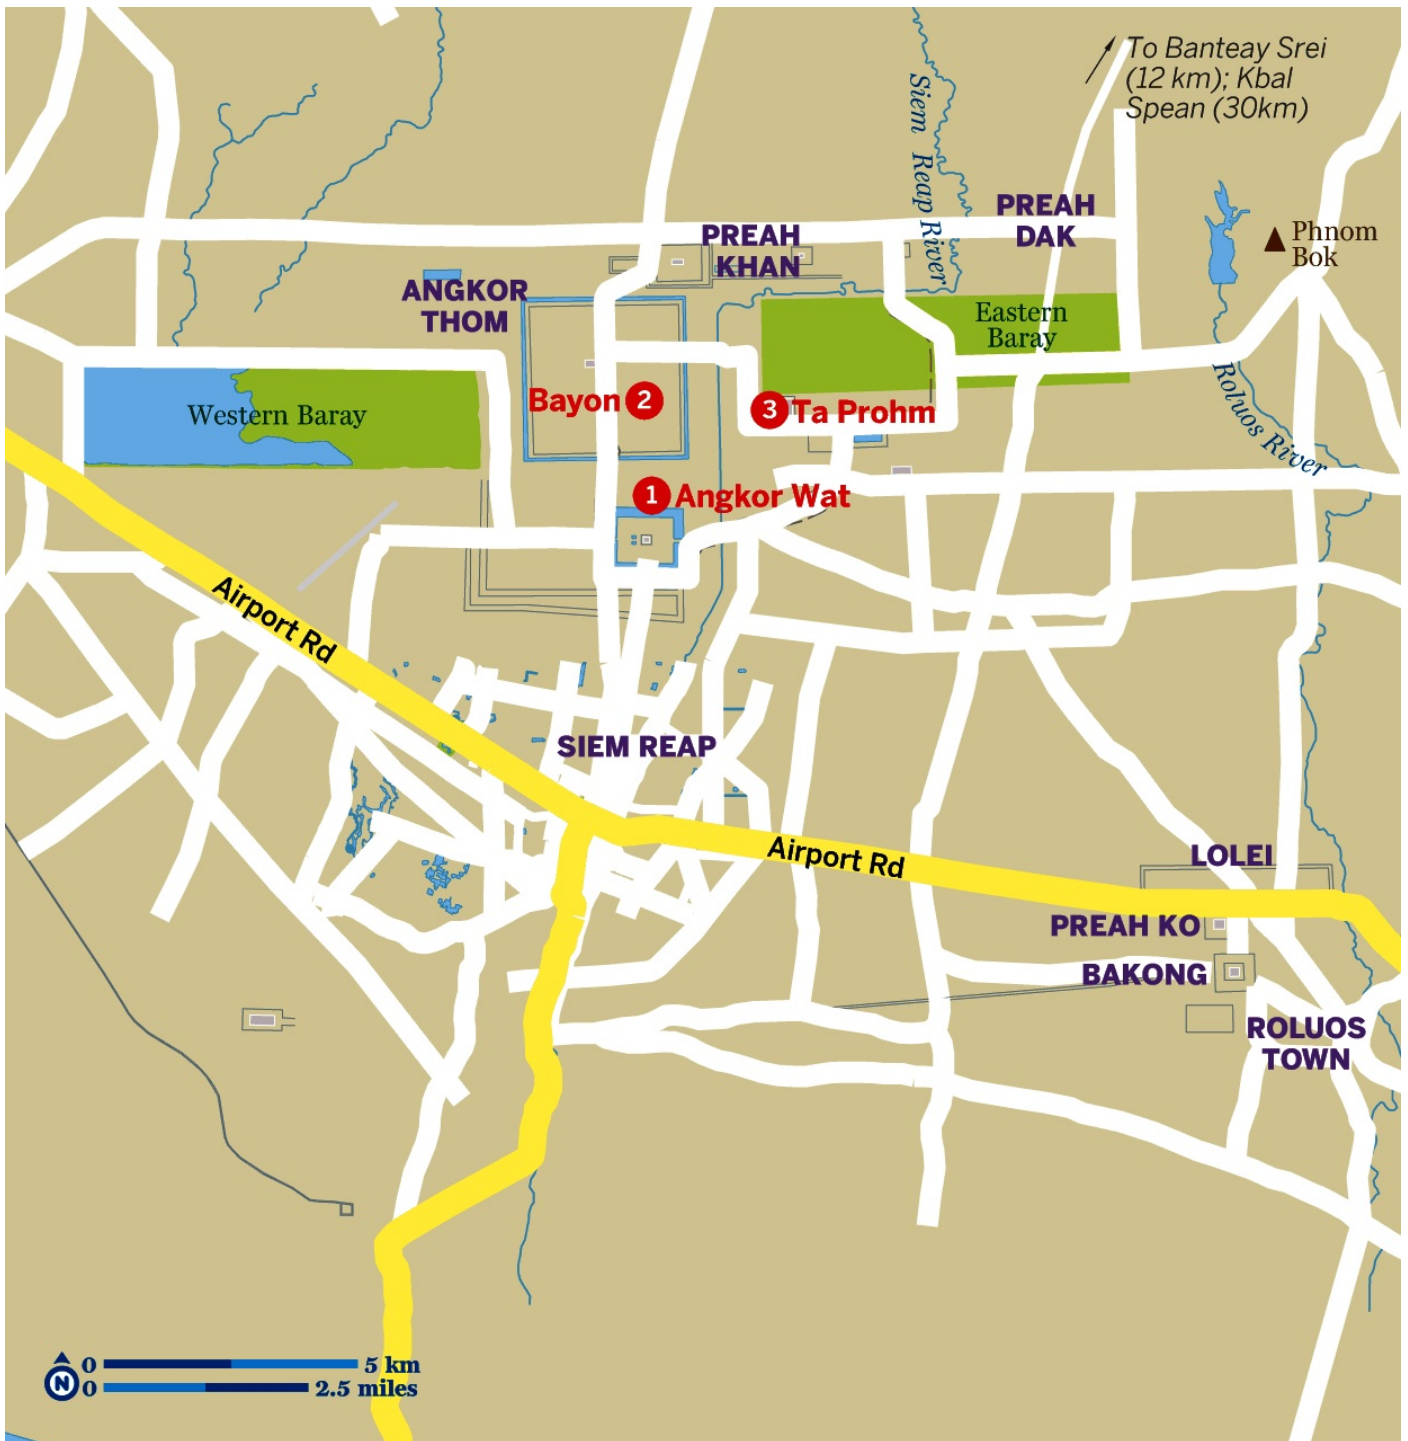 To Banteay Srei
(12 km); Kbal
Spean (30km)
Siem Reap River
PREAH
DAK
PREAH
KHAN
Phnom
Bok
ANGKOR
THOM
Eastern
Baray
Bayon 2
3 Ta Prohm
Western Baray
Roluos River
1 Angkor Wat
Airport Rd
SIEM REAP
Airport Rd
LOLEI
PREAH KO
BAKONG
ROLUOS
TOWN
0 5 km
N 0 2.5 miles